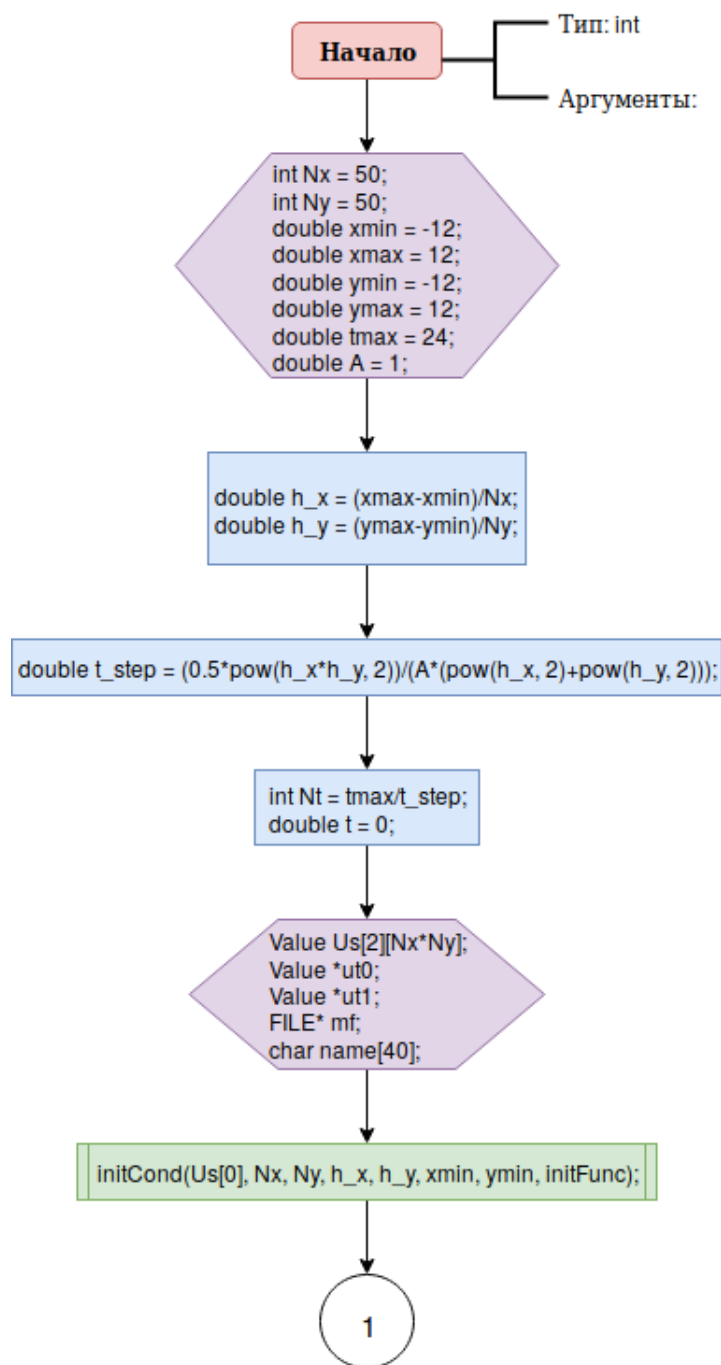 Начало
Тип: int
Аргументы:
int Nx = 50;
int Ny = 50;
double xmin = -12;
double xmax = 12;
double ymin = -12;
double ymax = 12;
double tmax = 24;
double A = 1;
double h_x = (xmax-xmin)/Nx;
double h_y = (ymax-ymin)/Ny;
double t_step = (0.5*pow(h_x*h_y, 2))/(A*(pow(h_x, 2)+pow(h_y, 2)));
int Nt = tmax/t_step;
double t = 0;
Value Us[2][Nx*Ny];
Value *ut0;
Value *ut1;
FILE* mf;
char name[40];
initCond(Us[0], Nx, Ny, h_x, h_y, xmin, ymin, initFunc);
1